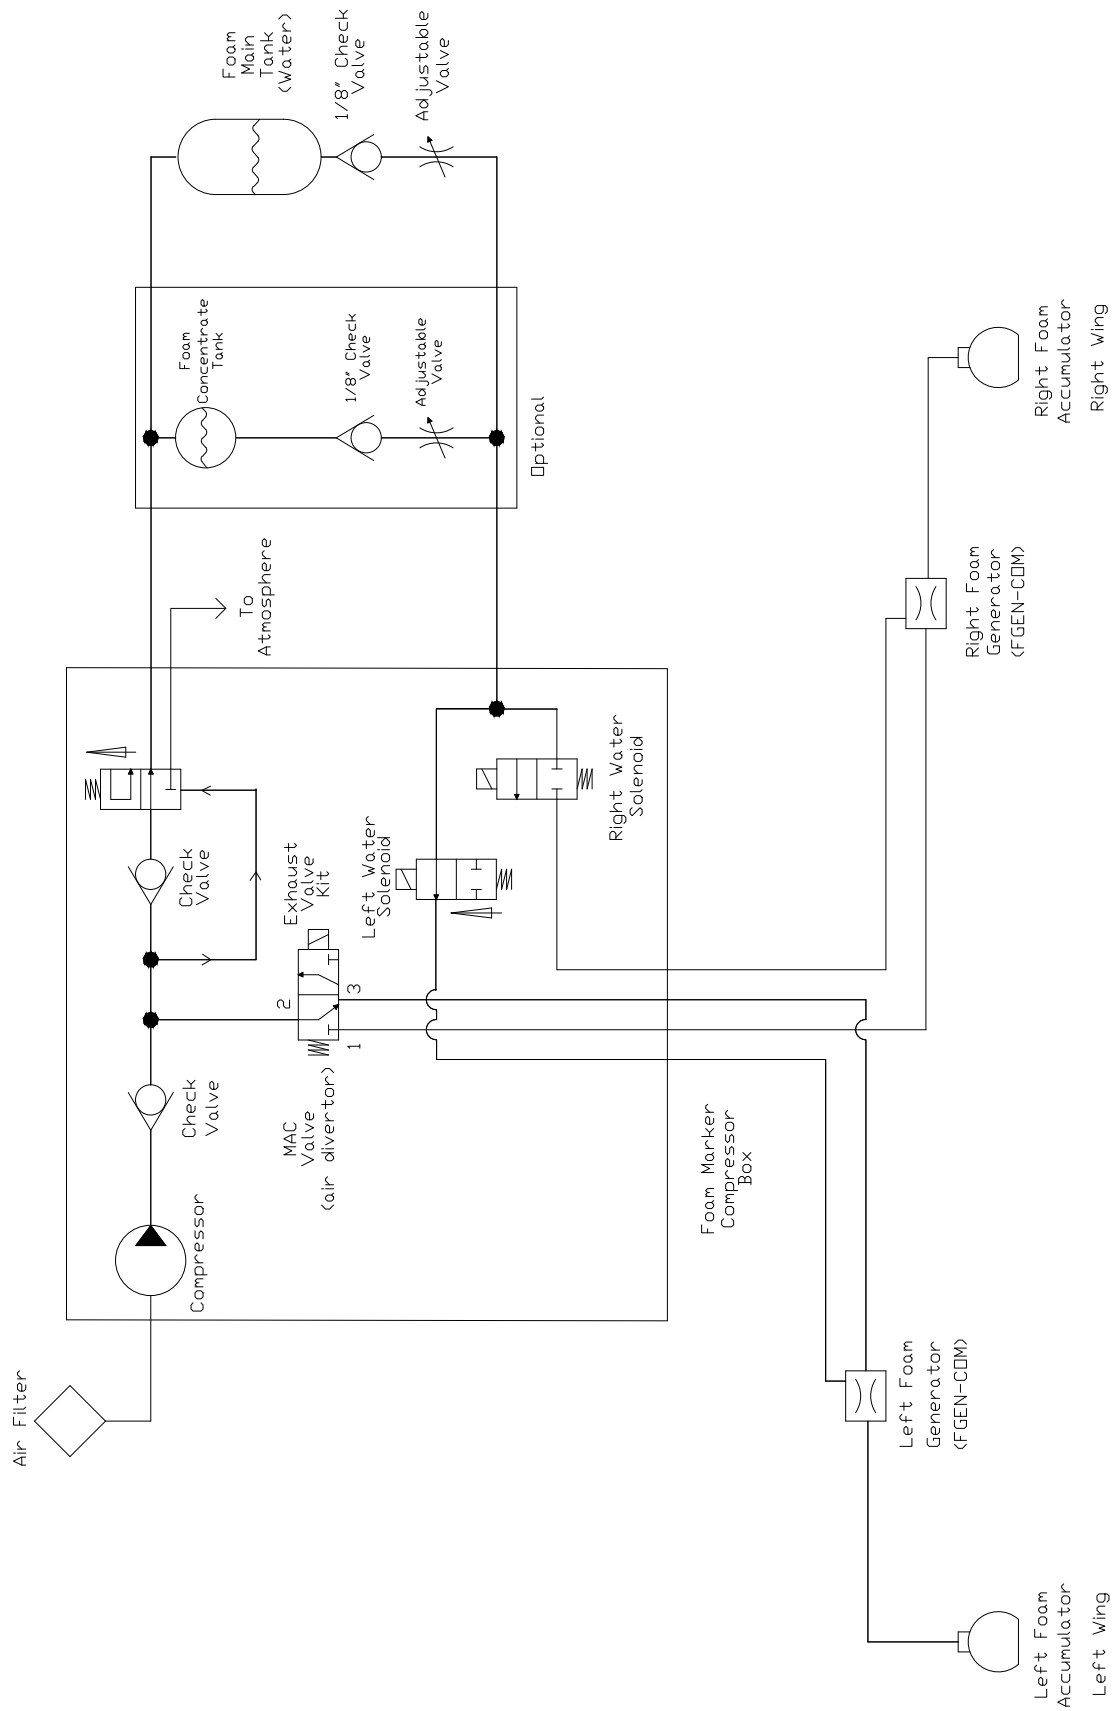 Air Filter
Compressor
Check
Valve
MAC
Valve
(air divertor)
1
2
3
Exhaust
Valve
Kit
Check
Valve
Left Water
Solenoid
Right Water
Solenoid
Foam Marker
Compressor
Box
To
Atmosphere
Foam
Concentrate
Tank
1/8" Check
Valve
Adjustable
Valve
Optional
Foam
Main
Tank
(Water)
1/8" Check
Valve
Adjustable
Valve
Left Foam
Generator
(FGEN-COM)
Right Foam
Generator
(FGEN-COM)
Left Foam
Accumulator
Left Wing
Right Foam
Accumulator
Right Wing